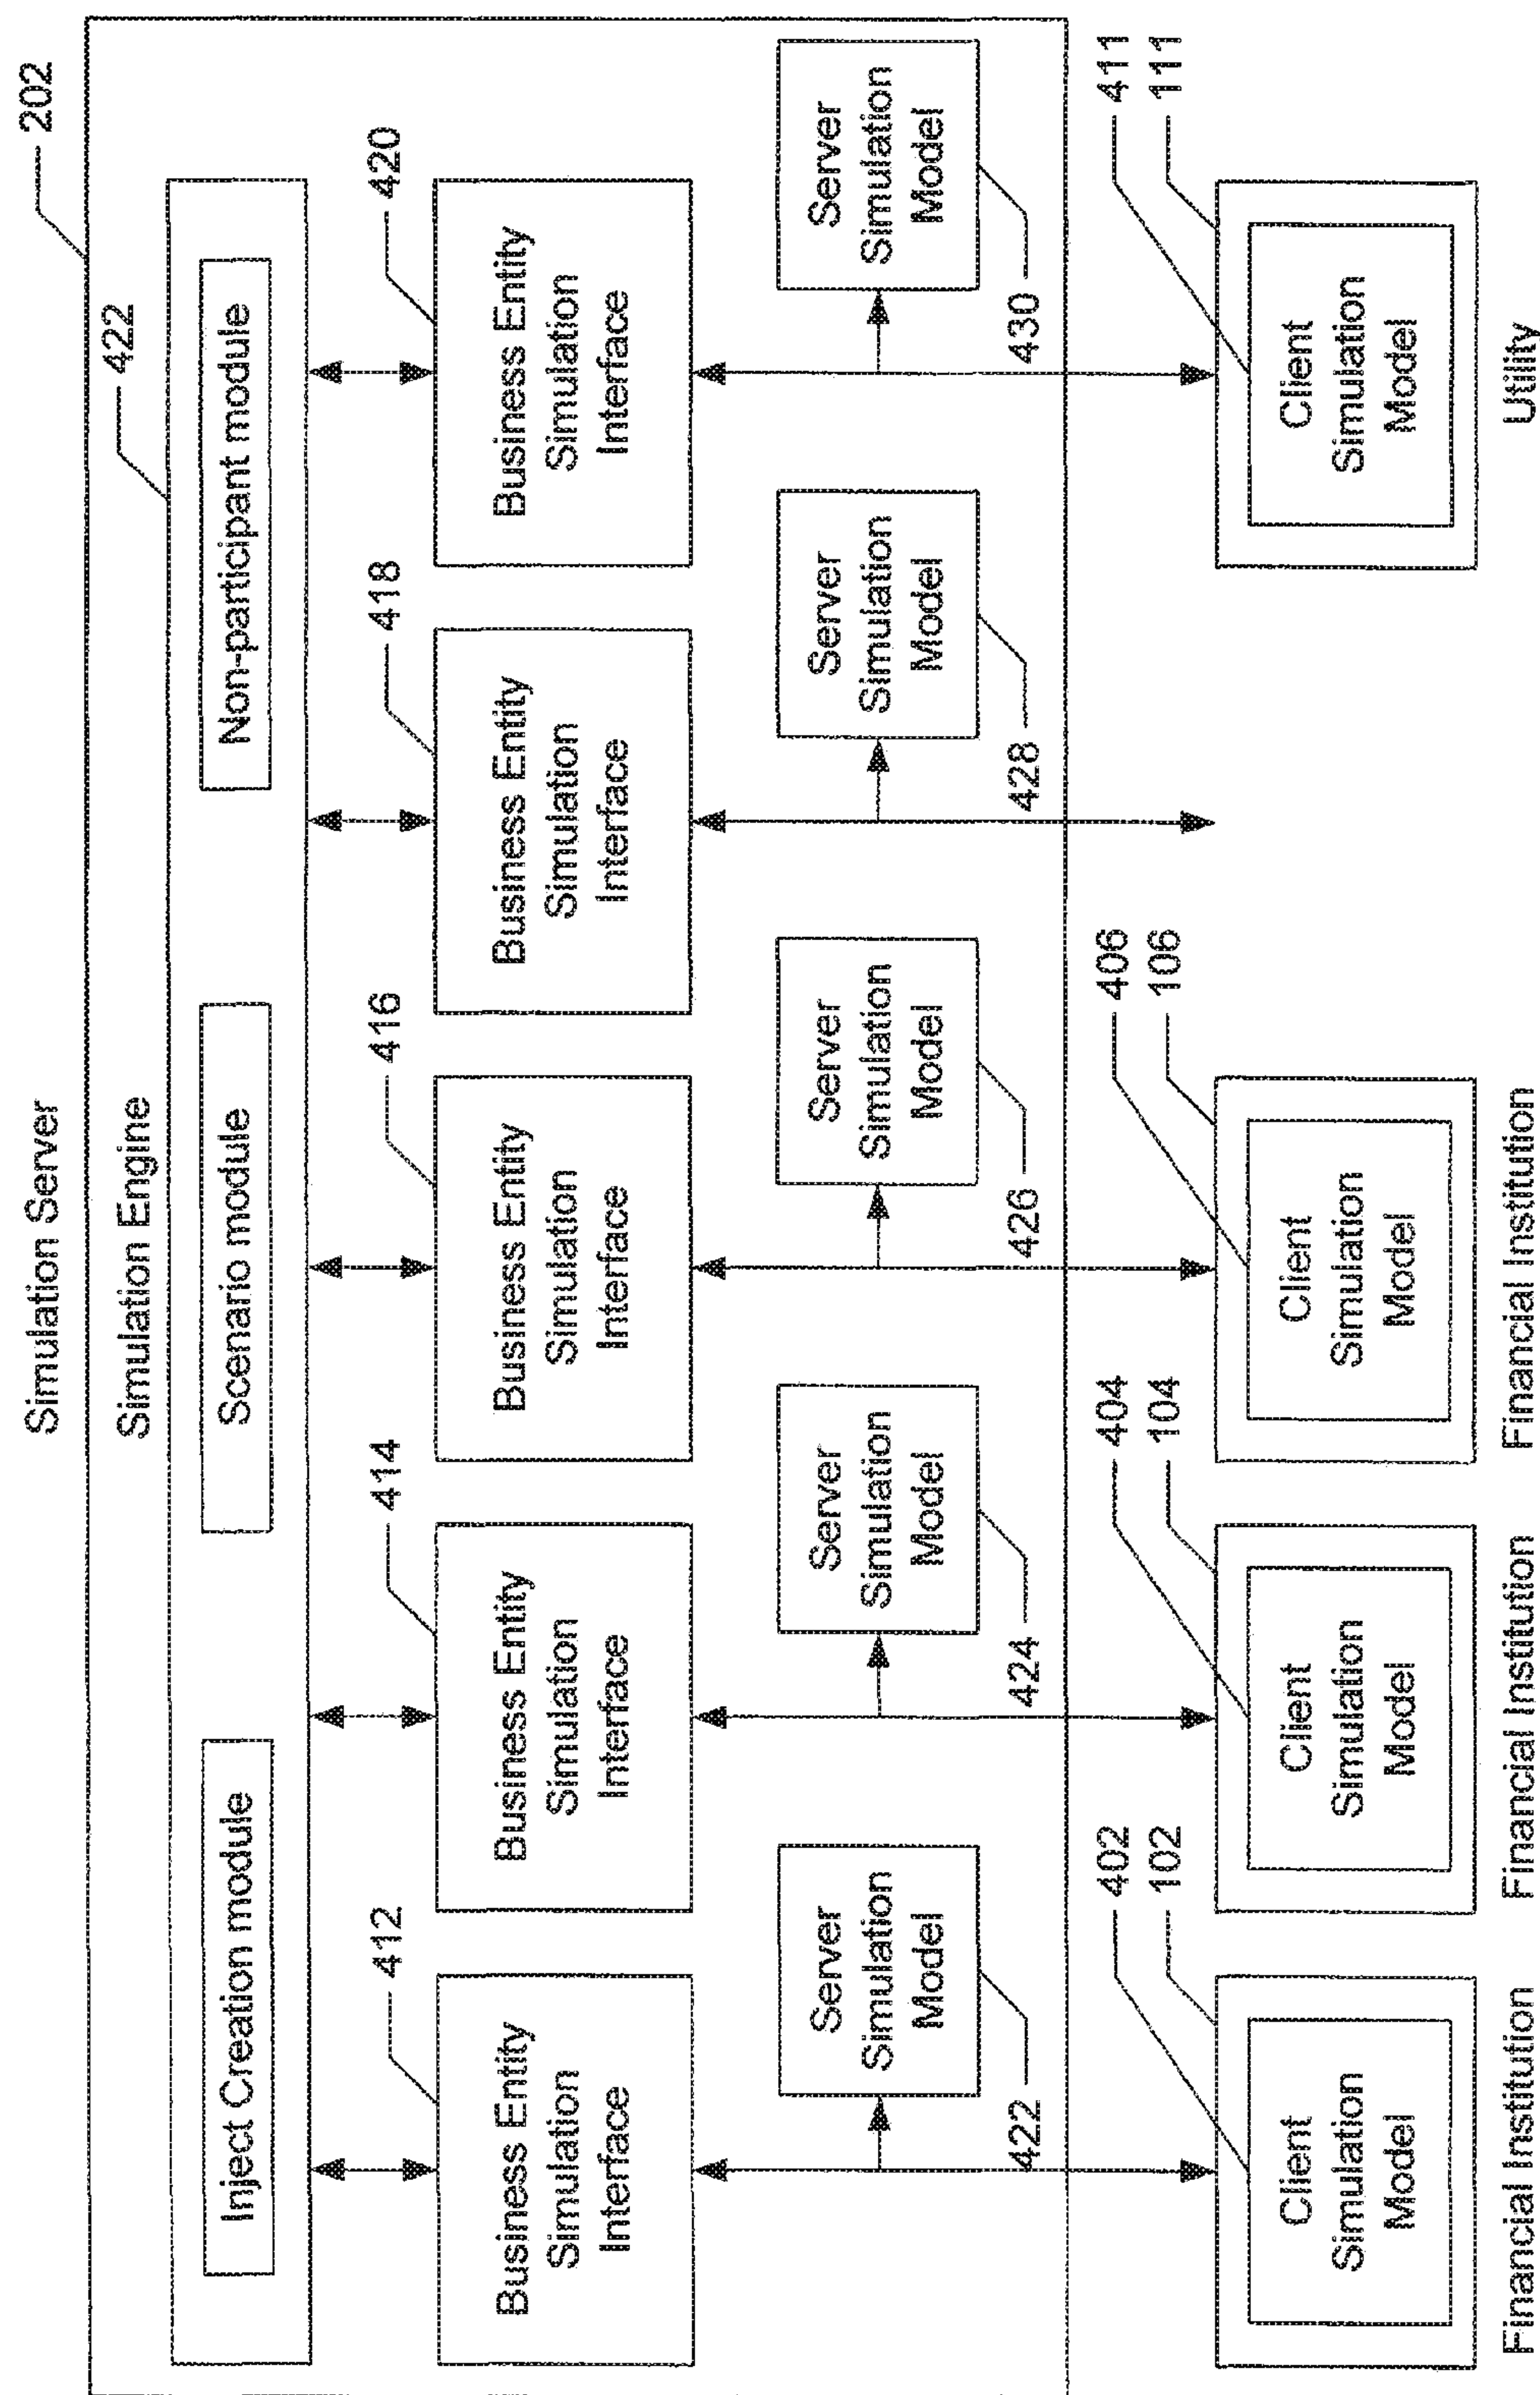 Simulation Server
202
Simulation Engine
422
Inject Creation module
Scenario module
Non-participant module
412
414
416
418
420
Business Entity
Simulation
Interface
Business Entity
Simulation
Interface
Business Entity
Simulation
Interface
Business Entity
Simulation
Interface
Business Entity
Simulation
Interface
Server
Simulation
Model
Server
Simulation
Model
Server
Simulation
Model
Server
Simulation
Model
Server
Simulation
Model
422
424
426
428
430
402
102
404
104
406
106
411
111
Client
Simulation
Model
Client
Simulation
Model
Client
Simulation
Model
Client
Simulation
Model
Financial Institution
Financial Institution
Financial Institution
Utility